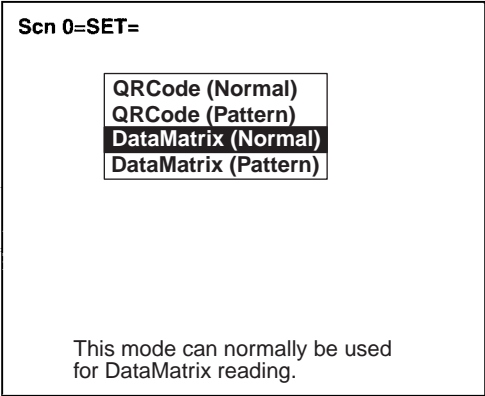 Scn 0=SET=
QRCode (Normal)
QRCode (Pattern)
DataMatrix (Normal)
DataMatrix (Pattern)
This mode can normally be used
for DataMatrix reading.